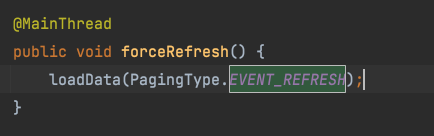 @MainThread
public void forceRefresh() {
    loadData(PagingType.EVENT_REFRESH);
}